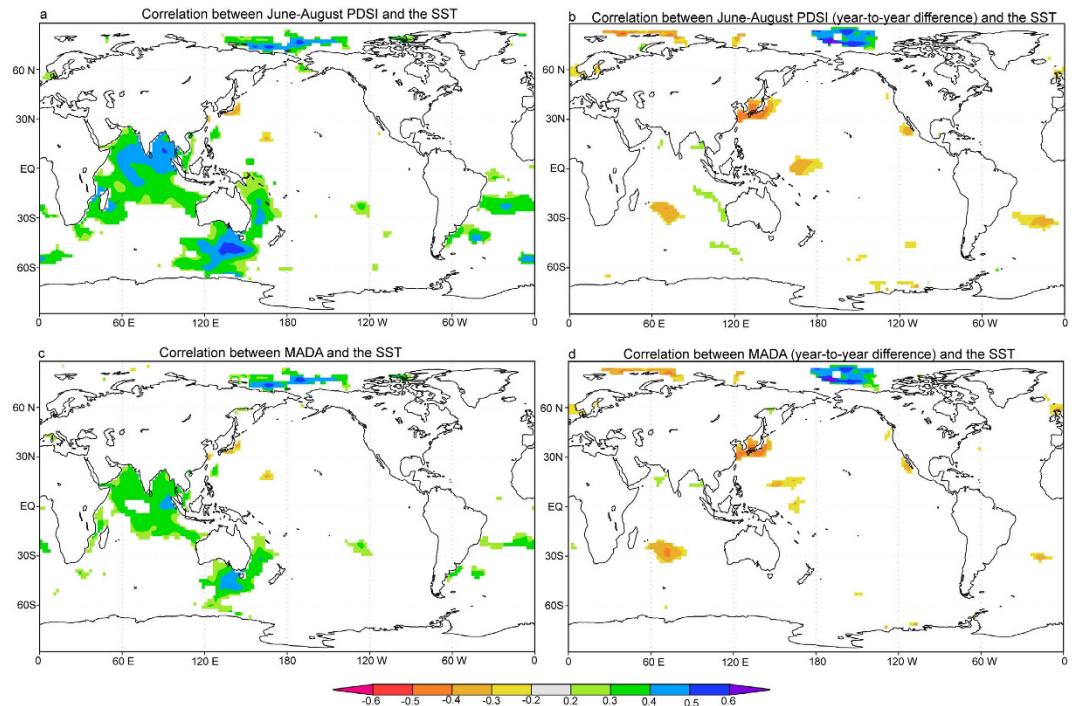 a Correlation between June-August PDSI and the SST
60 N
30N
EQ
30S
60S
0 60 E 120 E 180 120 W 60 W 0
b Correlation between June-August PDSI (year-to-year difference) and the SST
60 N
30N
EQ
30S
60S
0 60 E 120 E 180 120 W 60 W 0
c Correlation between MADA and the SST
60N
30N
EQ
30S
60S
0 60 E 120 E 180 120 W 60 W 0
d Correlation between MADA (year-to-year difference) and the SST
60N
30N
EQ
30S
60S
0 60 E 120 E 180 120 W 60 W 0
-0.6 -0.5 -0.4 -0.3 -0.2 0.2 0.3 0.4 0.5 0.6